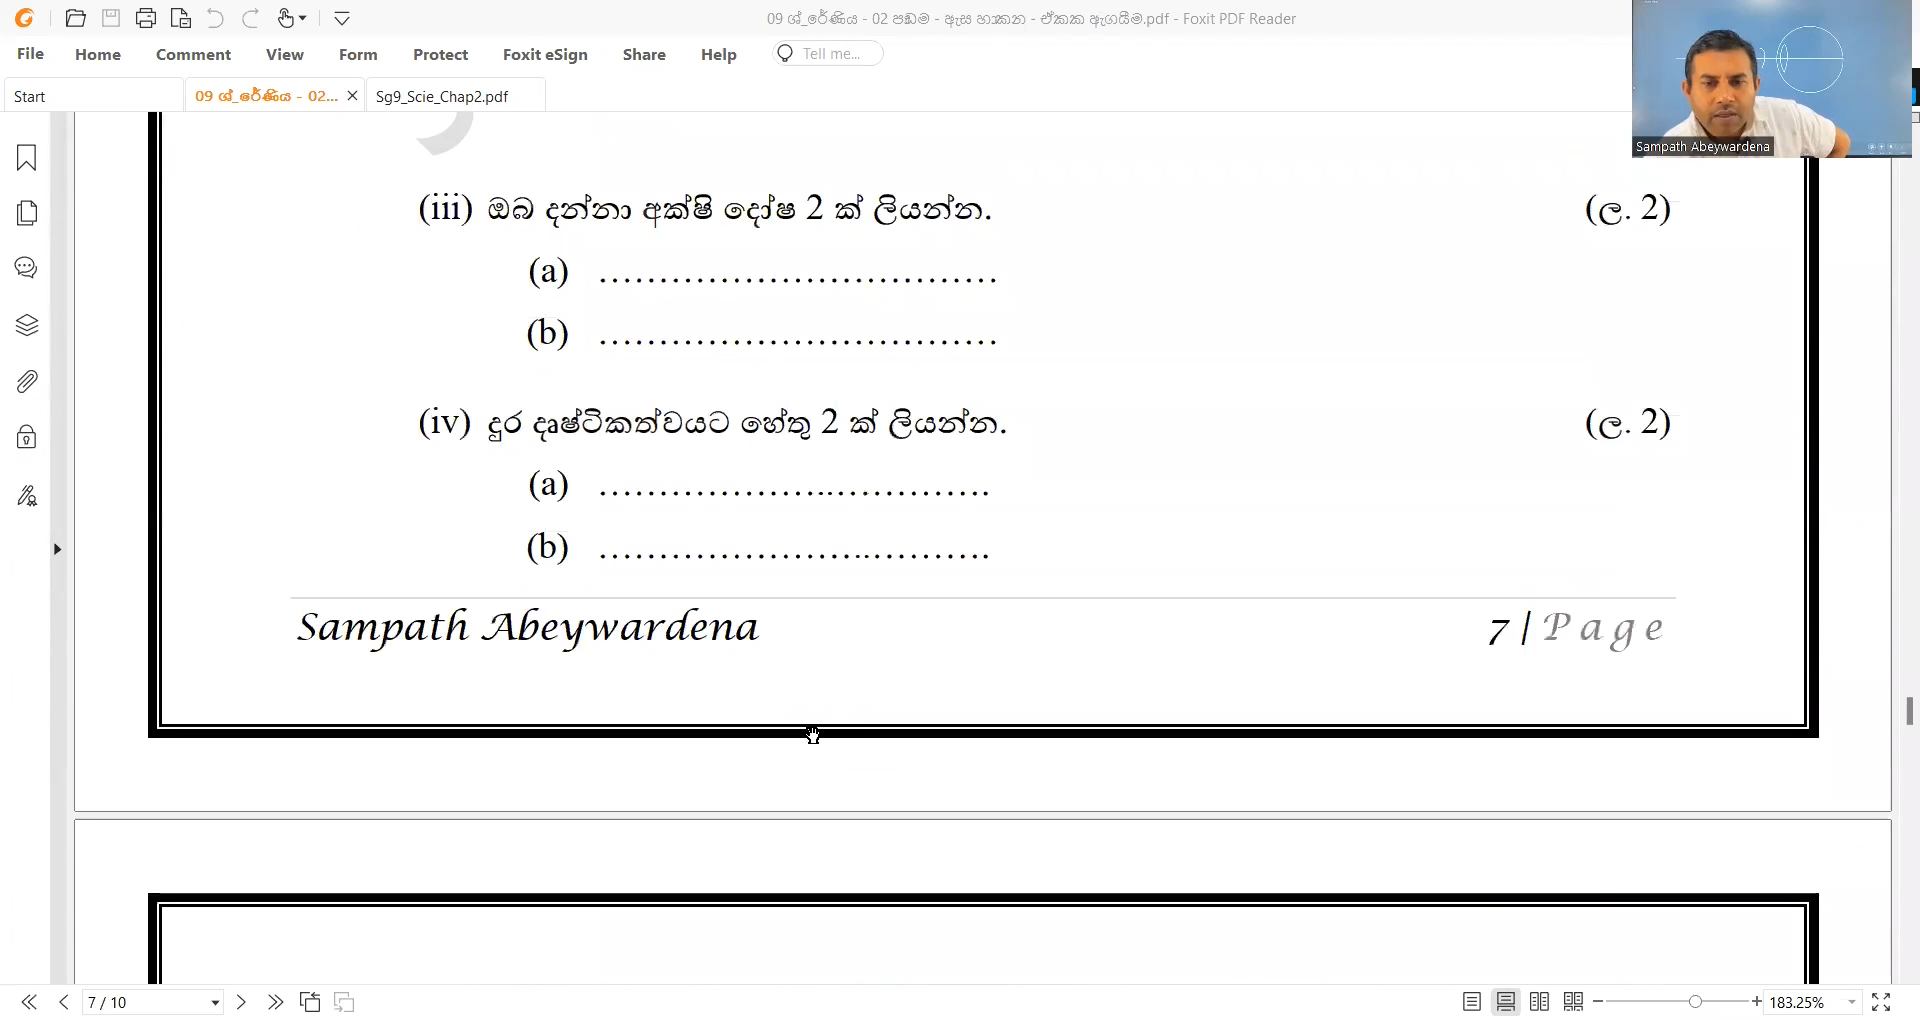 09 ශ්‍රේණිය - 02 පාඩම - ඇස හා කන - ඒකක ඇගයීම.pdf - Foxit PDF Reader
File Home Comment View Form Protect Foxit eSign Share Help Tell me...
Start 09 ශ්‍රේණිය - 02... Sg9_Scie_Chap2.pdf
Sampath Abeywardena
(iii) ඔබ දන්නා අක්ෂි දෝෂ 2 ක් ලියන්න. (ල. 2)
(a) .................................
(b) .................................
(iv) දුර දෘෂ්ටිකත්වයට හේතු 2 ක් ලියන්න. (ල. 2)
(a) .................................
(b) .................................
Sampath Abeywardena 7 | Page
7 / 10 183.25%